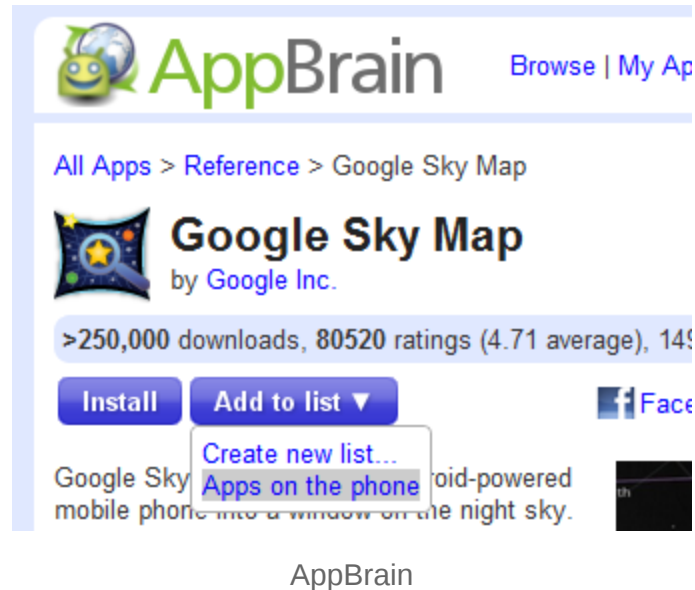 AppBrain
Browse | My Ap
All Apps > Reference > Google Sky Map
Google Sky Map
by Google Inc.
>250,000 downloads, 80520 ratings (4.71 average), 149
Install
Add to list ▼
Face
Create new list...
Apps on the phone
Google Sky roid-powered
mobile phone into a window on the night sky.
th
AppBrain